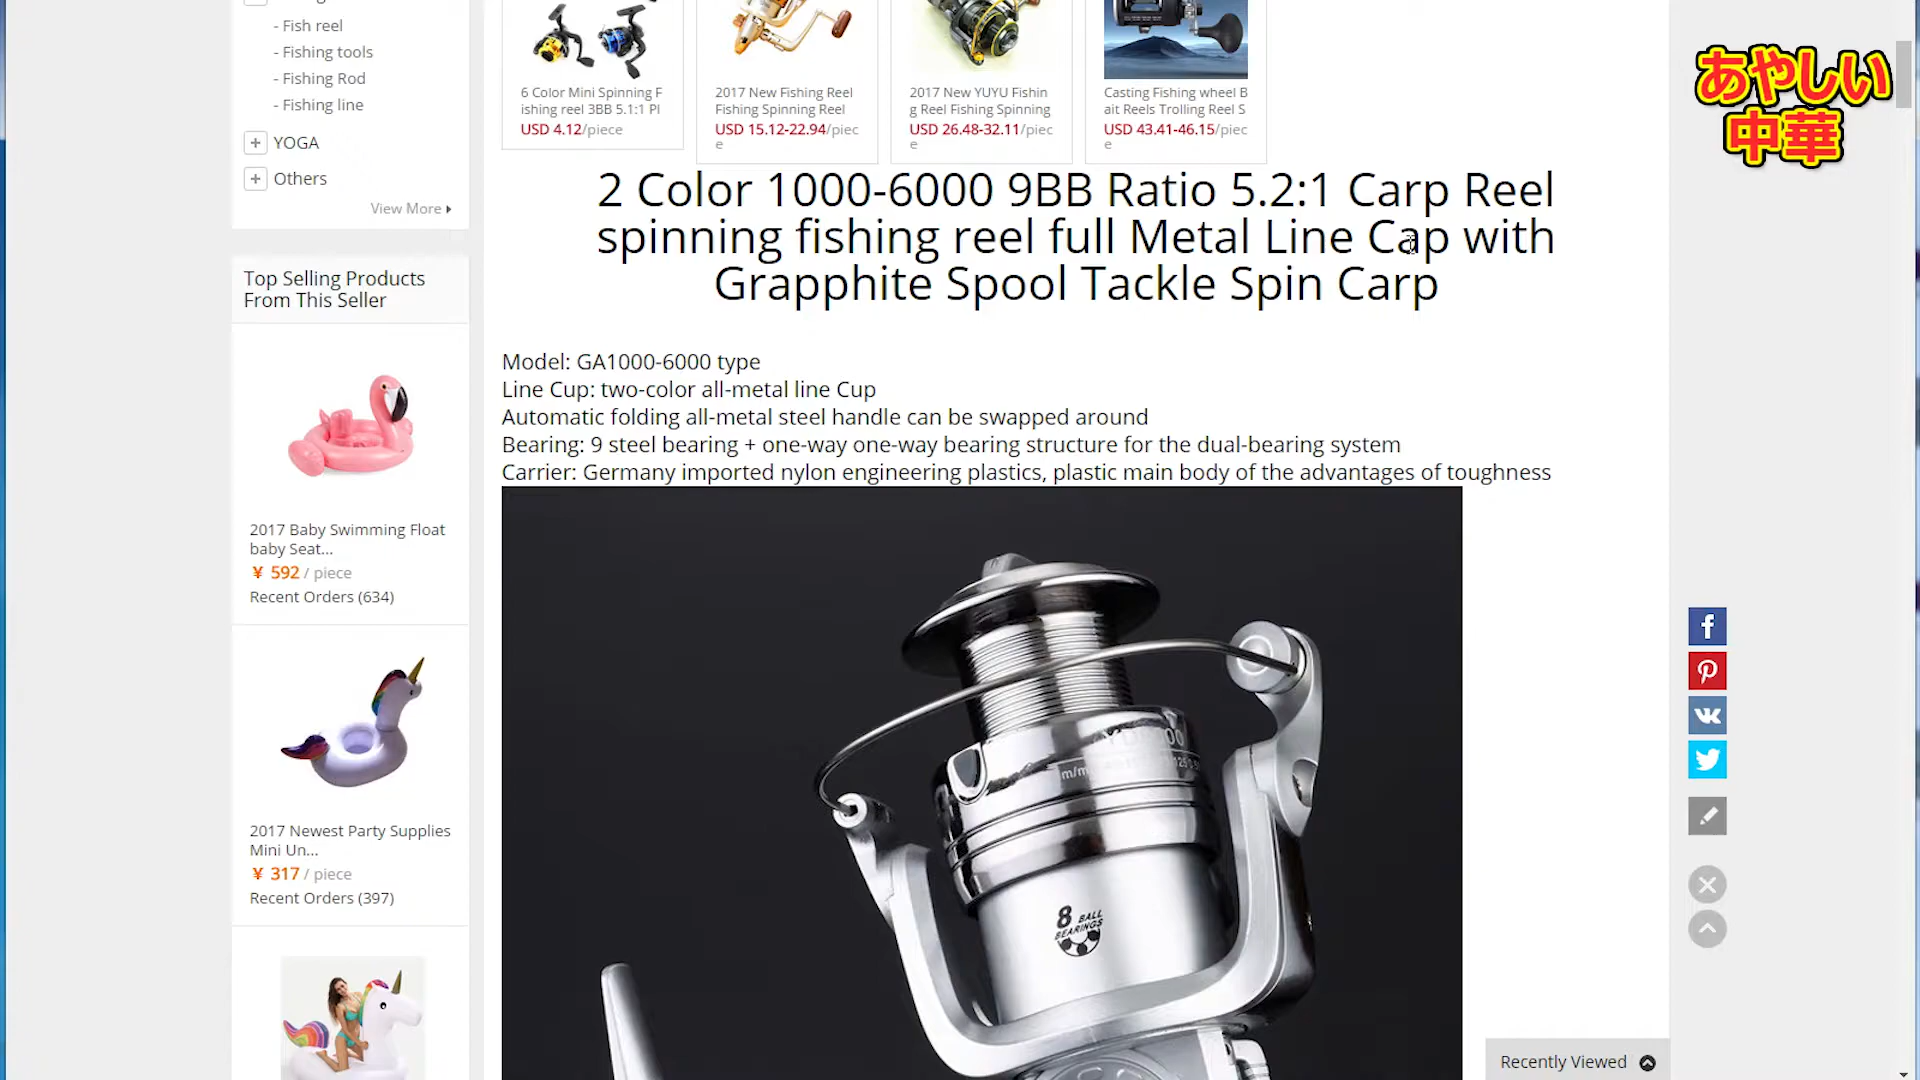 - Fish reel
- Fishing tools
- Fishing Rod
- Fishing line
YOGA
Others
View More
Top Selling Products
From This Seller
2017 Baby Swimming Float
baby Seat...
¥ 592 / piece
Recent Orders (634)
2017 Newest Party Supplies
Mini Un...
¥ 317 / piece
Recent Orders (397)
6 Color Mini Spinning F
ishing reel 3BB 5.1:1 Pl
USD 4.12/piece
2017 New Fishing Reel
Fishing Spinning Reel
USD 15.12-22.94/piec
e
2017 New YUYU Fishin
g Reel Fishing Spinning
USD 26.48-32.11/piec
e
Casting Fishing wheel B
ait Reels Trolling Reel S
USD 43.41-46.15/piec
e
2 Color 1000-6000 9BB Ratio 5.2:1 Carp Reel
spinning fishing reel full Metal Line Cap with
Grapphite Spool Tackle Spin Carp
Model: GA1000-6000 type
Line Cup: two-color all-metal line Cup
Automatic folding all-metal steel handle can be swapped around
Bearing: 9 steel bearing + one-way one-way bearing structure for the dual-bearing system
Carrier: Germany imported nylon engineering plastics, plastic main body of the advantages of toughness
8 BALL
BEARINGS
あやしい
中華
Recently Viewed